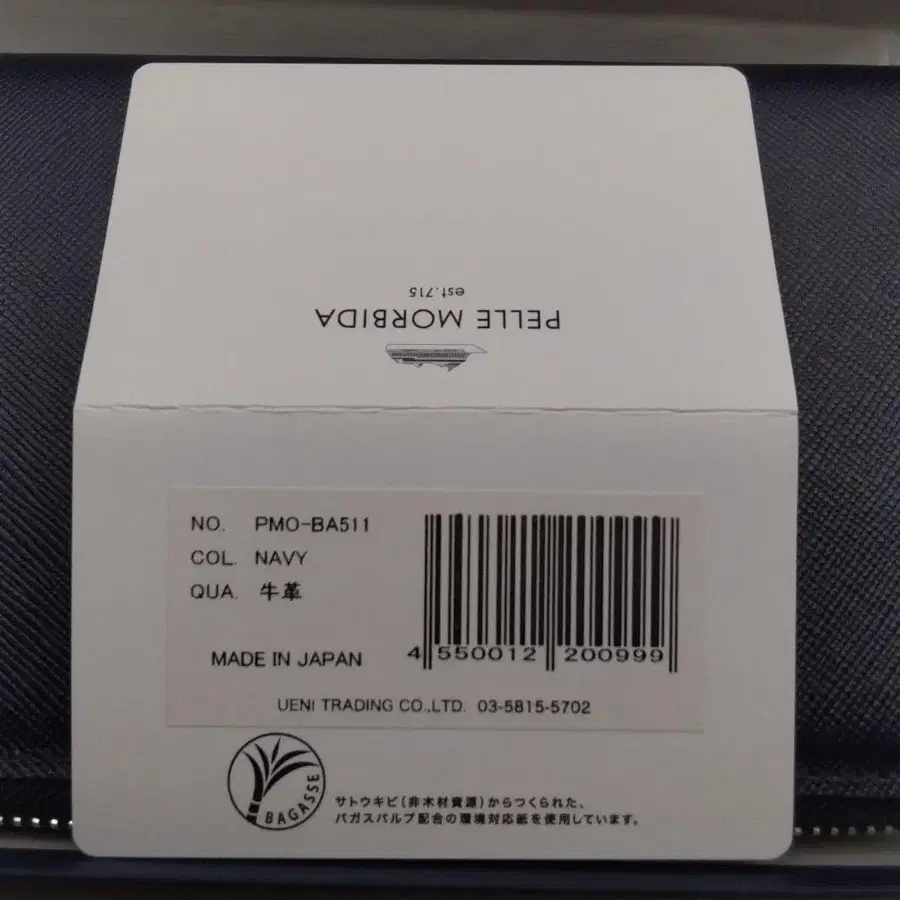 est.715
PELLE MORBIDA
NO. PMO-BA511
COL. NAVY
QUA. 牛革
MADE IN JAPAN
4 550012 200999
UENI TRADING CO.,LTD. 03-5815-5702
BAGASSE
サトウキビ(非木材資源)からつくられた、
バガスパルプ配合の環境対応紙を使用しています。